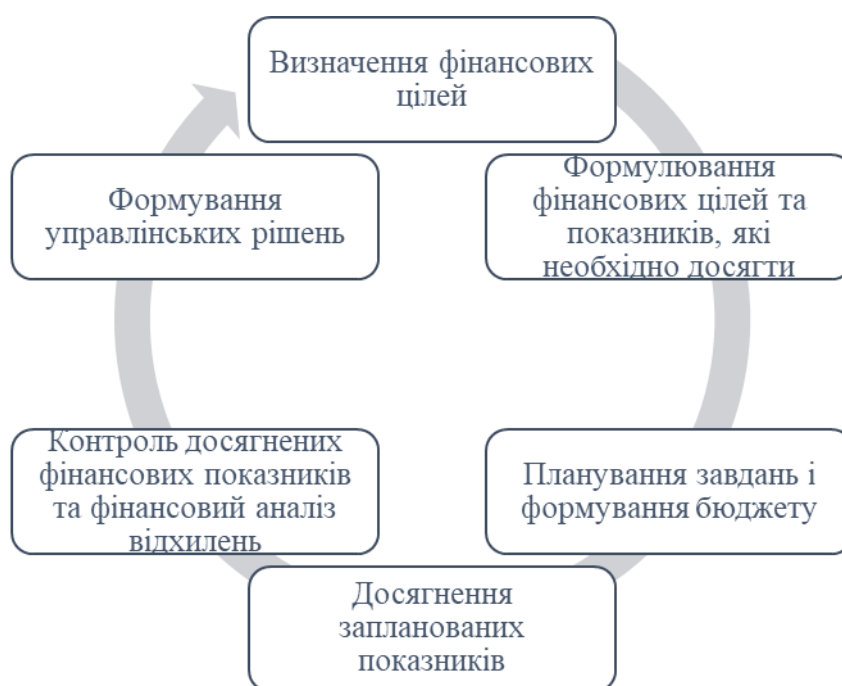 Визначення фінансових
цілей
Формулювання
фінансових цілей та
показників, які
необхідно досягти
Планування завдань і
формування бюджету
Досягнення
запланованих
показників
Контроль досягнених
фінансових показників
та фінансовий аналіз
відхилень
Формування
управлінських рішень